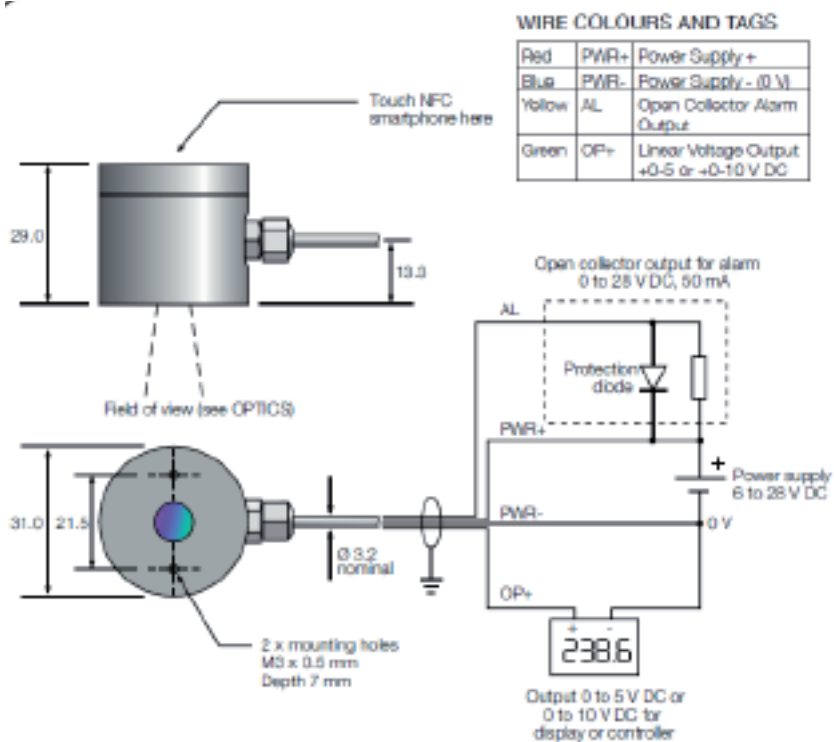 WIRE COLOURS AND TAGS
Red PWR+ Power Supply +
Blue PWR- Power Supply - (0 V)
Yellow AL Open Collector Alarm
Output
Green OP+ Linear Voltage Output
+0-5 or +0-10 V DC
Touch NFC
smartphone here
29.0
13.3
Field of view (see OPTICS)
Open collector output for alarm
0 to 28 V DC, 50 mA
AL
Protection
diode
PWR+
+
Power supply
6 to 28 V DC
PWR-
0 V
31.0
21.5
Ø 3.2
nominal
OP+
+ -
238.6
2 x mounting holes
M3 x 0.5 mm
Depth 7 mm
Output 0 to 5 V DC or
0 to 10 V DC for
display or controller